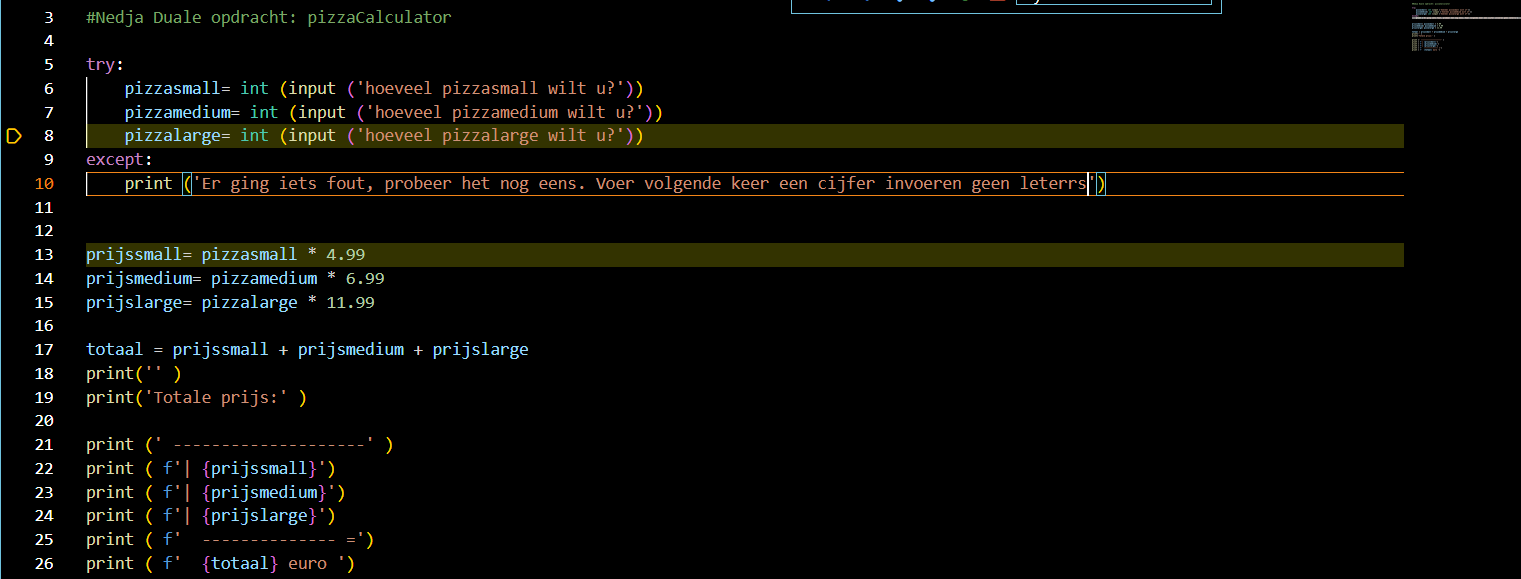 3 #Nedja Duale opdracht: pizzaCalculator
4
5 try:
6     pizzasmall= int (input ('hoeveel pizzasmall wilt u?'))
7     pizzamedium= int (input ('hoeveel pizzamedium wilt u?'))
8     pizzalarge= int (input ('hoeveel pizzalarge wilt u?'))
9 except:
10     print ('Er ging iets fout, probeer het nog eens. Voer volgende keer een cijfer invoeren geen leterrs')
11
12
13 prijssmall= pizzasmall * 4.99
14 prijsmedium= pizzamedium * 6.99
15 prijslarge= pizzalarge * 11.99
16
17 totaal = prijssmall + prijsmedium + prijslarge
18 print('' )
19 print('Totale prijs:' )
20
21 print (' --------------------' )
22 print ( f'| {prijssmall}')
23 print ( f'| {prijsmedium}')
24 print ( f'| {prijslarge}')
25 print ( f'  -------------- =')
26 print ( f'  {totaal} euro ')